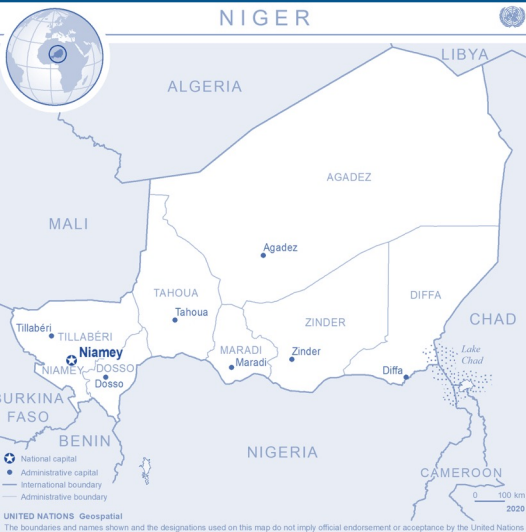 NIGER
LIBYA
ALGERIA
AGADEZ
MALI
Agadez
TAHOUA
DIFFA
Tahoua
CHAD
ZINDER
Tillabéri
TILLABÉRI
Lake
Chad
Niamey
MARADI
Zinder
Maradi
NIAMEY
DOSSO
Diffa
Dosso
BURKINA
FASO
BENIN
NIGERIA
National capital
Administrative capital
CAMEROON
International boundary
Administrative boundary
0 100 km
2020
UNITED NATIONS Geospatial
The boundaries and names shown and the designations used on this map do not imply official endorsement or acceptance by the United Nations